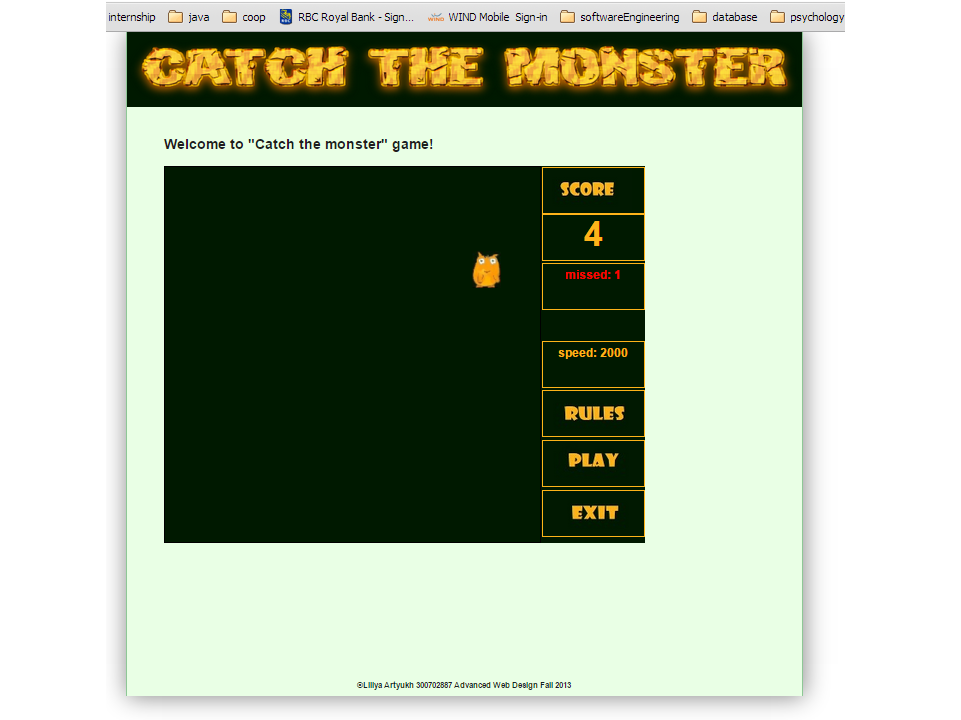 internship java coop RBC Royal Bank - Sign... WIND Mobile Sign-in softwareEngineering database psychology
CATCH THE MONSTER
Welcome to "Catch the monster" game!
SCORE
4
missed: 1
speed: 2000
RULES
PLAY
EXIT
©Liliya Artyukh 300702887 Advanced Web Design Fall 2013